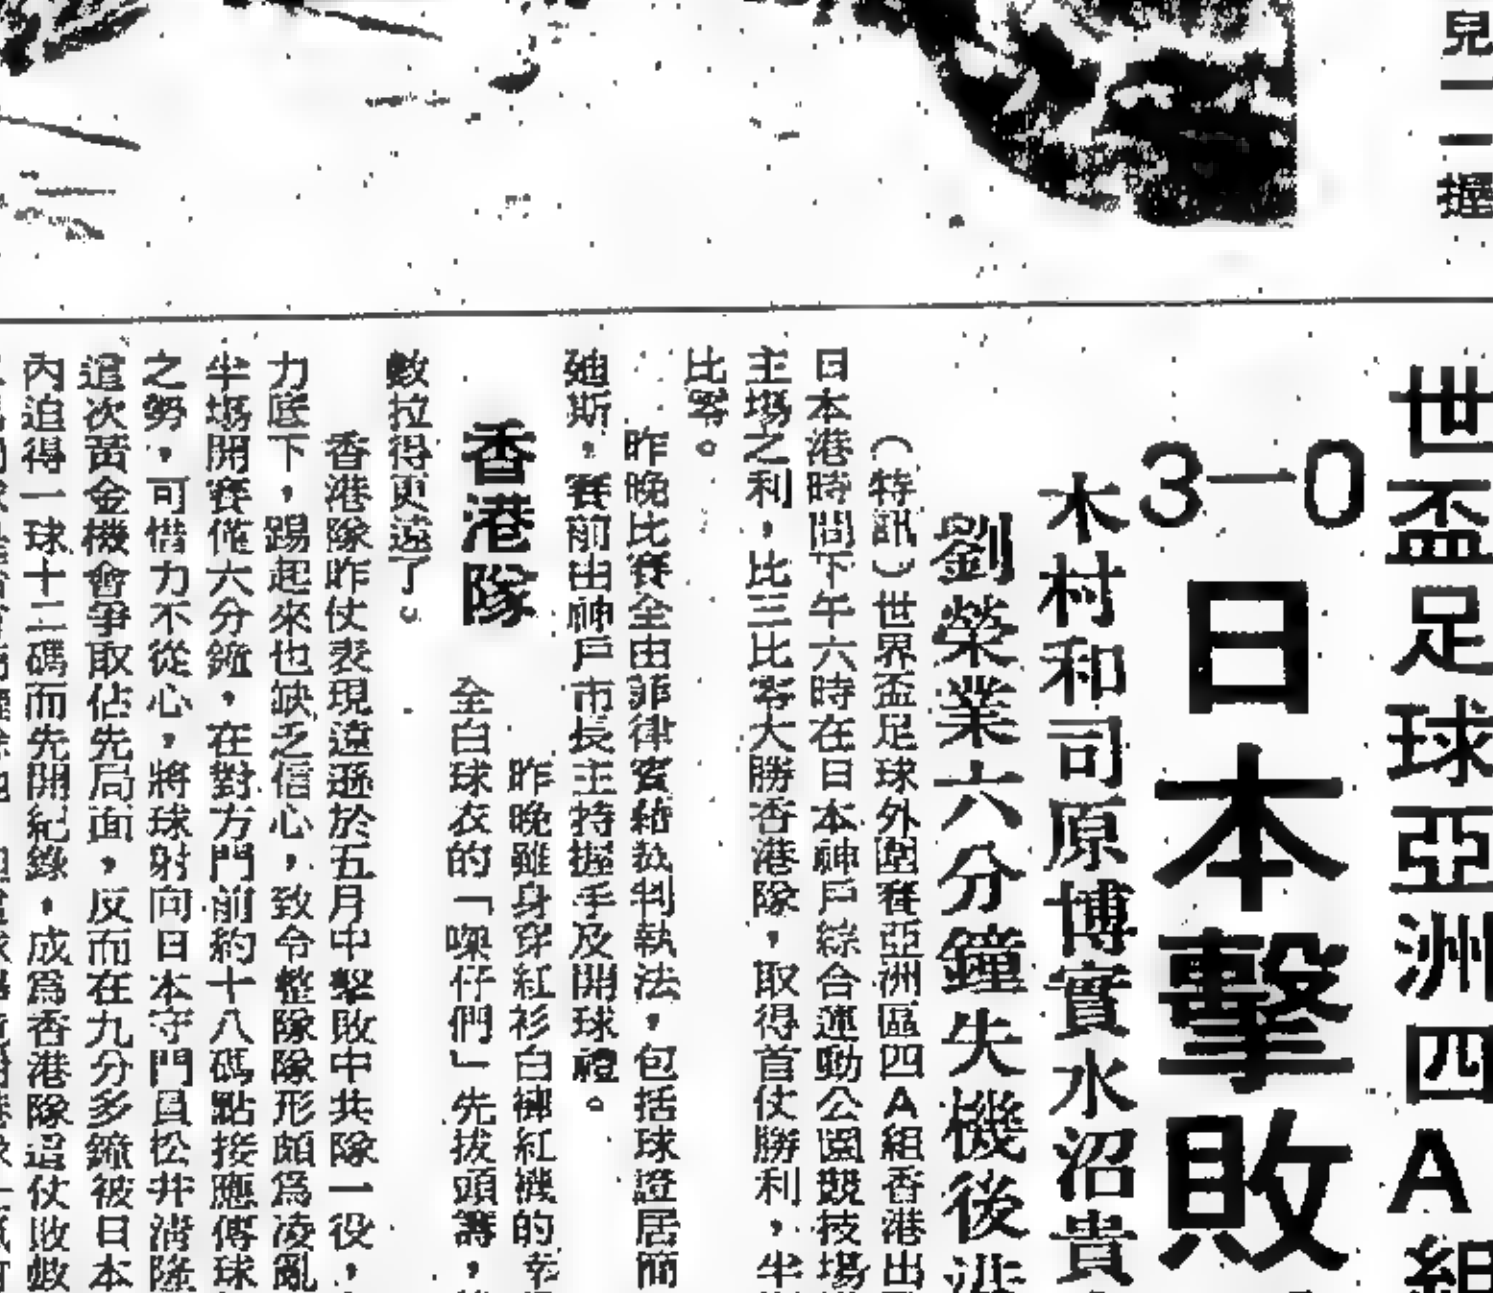 兒一一握
世盃足球亞洲四A組
3—0
日本擊敗
木村和司原博實水沼貴
劉榮業六分鐘失機後
(特訊)世界盃足球外圍賽亞洲區四A組香港出
日本港時間下午六時在日本神戶綜合運動公園競技場
主場之利,比三比零大勝香港隊,取得首仗勝利,半
比零。
昨晚比賽全由菲律賓籍裁判執法,包括球證居簡
廸斯,賽前由神戶市長主持握手及開球禮。
香港隊
昨晚雖身穿紅衫白褲紅襪的
全白球衣的「㗎仔們」先拔頭籌,
數拉得更遠了。
香港隊昨仗表現遠遜於五月中擊敗中共隊一役,
力底下,踢起來也缺乏信心,致令整隊隊形頗爲凌亂
半場開賽僅六分鐘,在對方門前約十八碼點接應傳球
之勞,可惜力不從心,將球射向日本守門員松井清隆
這次黃金機會爭取佔先局面,反而在九分多鐘被日本
內追得一球十二碼而先開紀錄,成爲香港隊這仗敗數